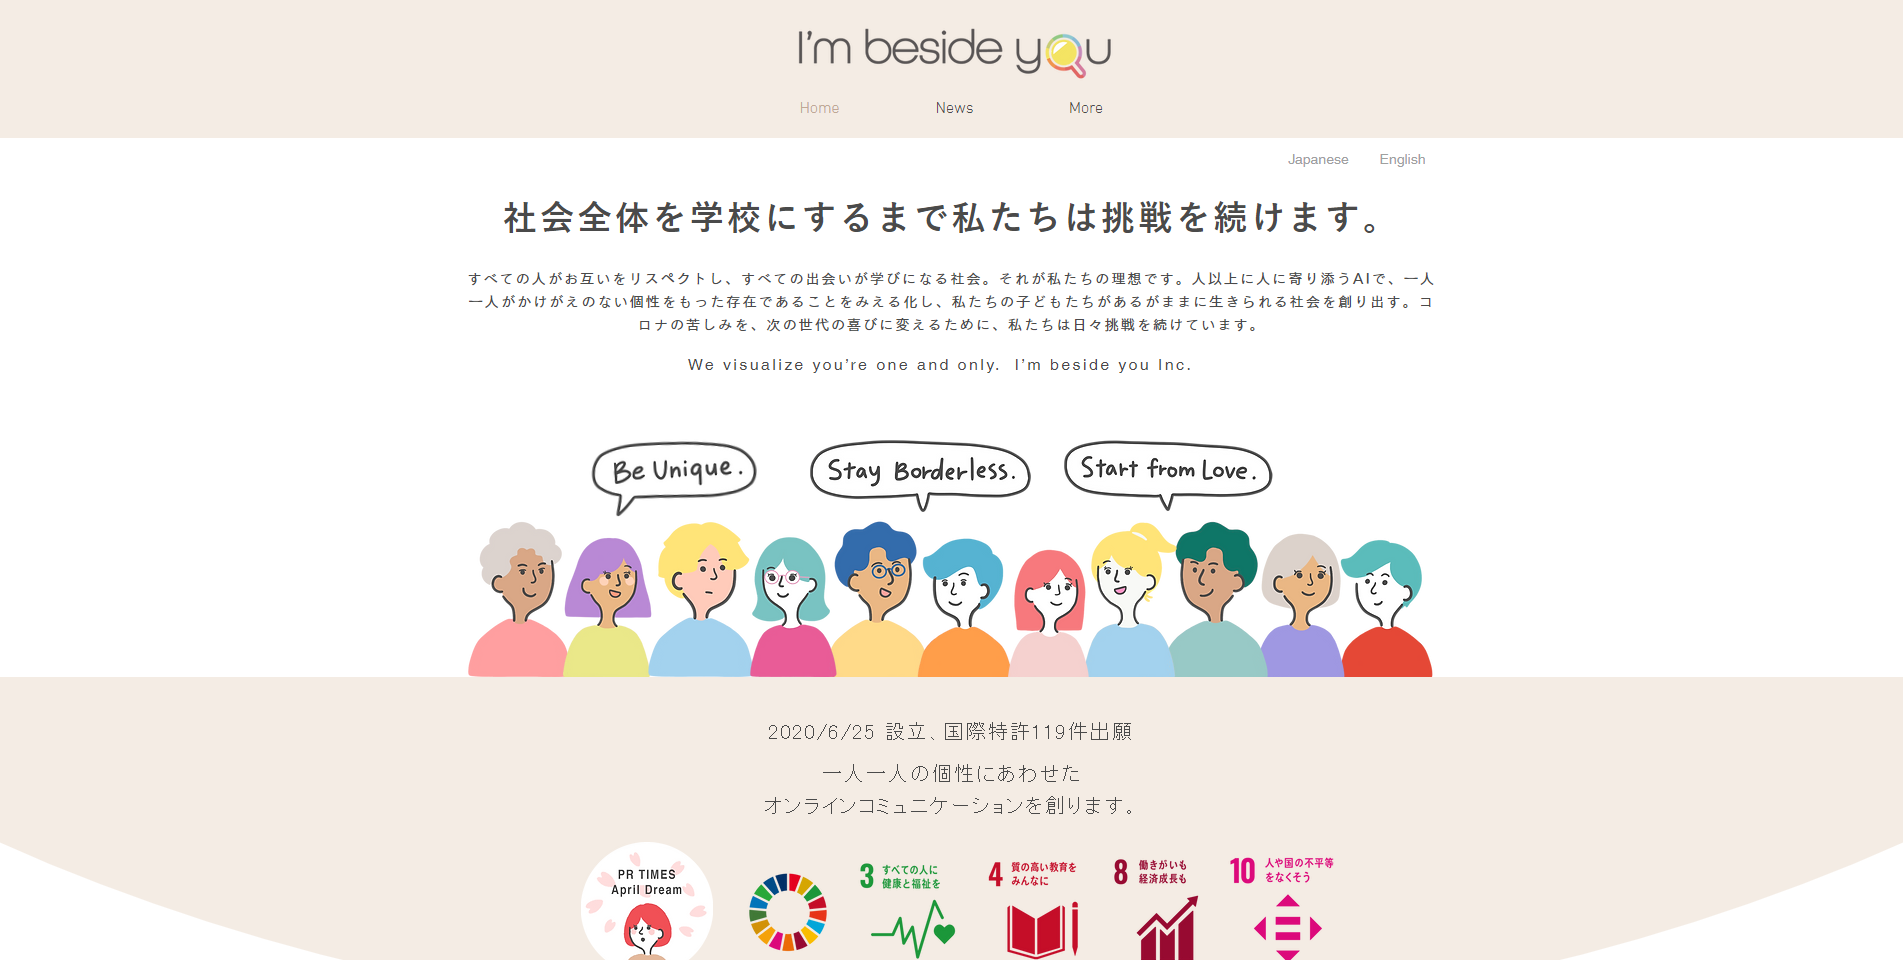 I'm beside you
Home News More
Japanese English
社会全体を学校にするまで私たちは挑戦を続けます。
すべての人がお互いをリスペクトし、すべての出会いが学びになる社会。それが私たちの理想です。人以上に人に寄り添うAIで、一人
一人がかけがえのない個性をもった存在であることをみえる化し、私たちの子どもたちがあるがままに生きられる社会を創り出す。コ
ロナの苦しみを、次の世代の喜びに変えるために、私たちは日々挑戦を続けています。
We visualize you're one and only. I'm beside you Inc.
Be Unique.
Stay Borderless.
Start from Love.
2020/6/25 設立、国際特許119件出願
一人一人の個性にあわせた
オンラインコミュニケーションを創ります。
PR TIMES
April Dream
3 すべての人に
健康と福祉を
4 質の高い教育を
みんなに
8 働きがいも
経済成長も
10 人や国の不平等
をなくそう